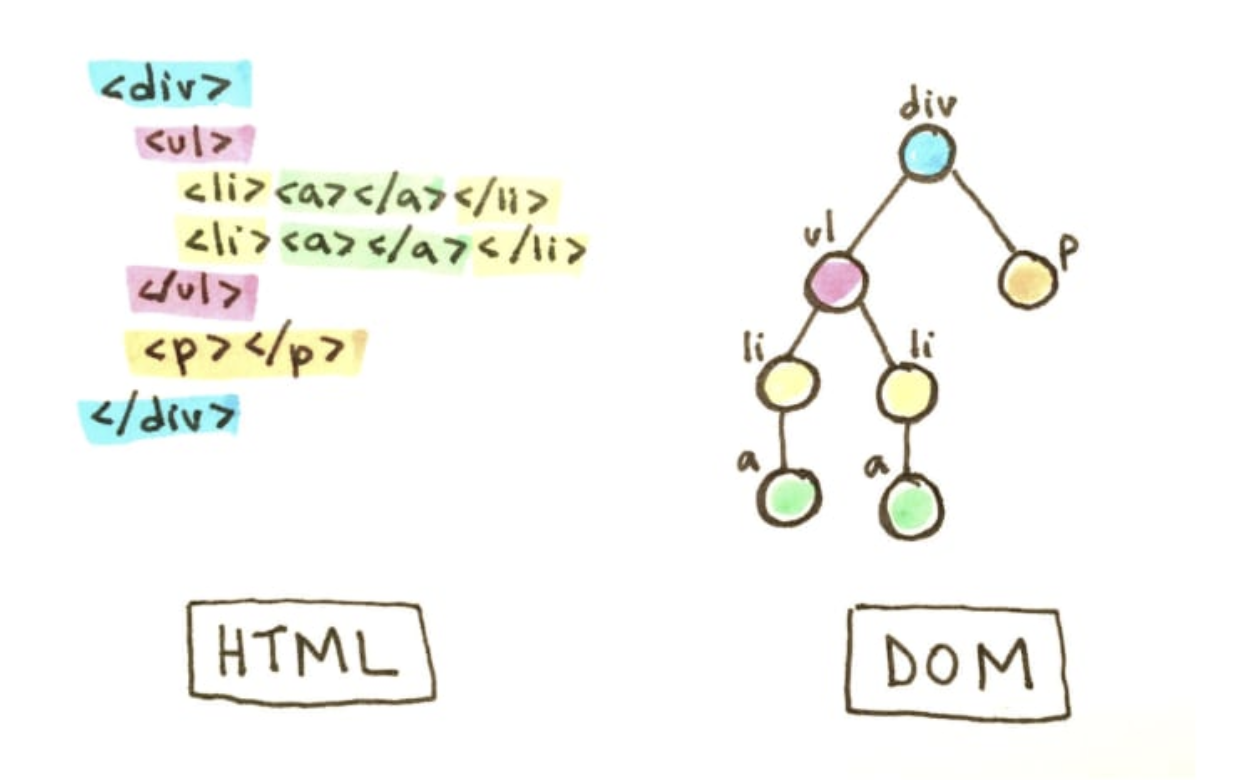 <div>
<ul>
<li><a></a></li>
<li><a></a></li>
</ul>
<p></p>
</div>
HTML
div
ul
p
li li
a a
DOM